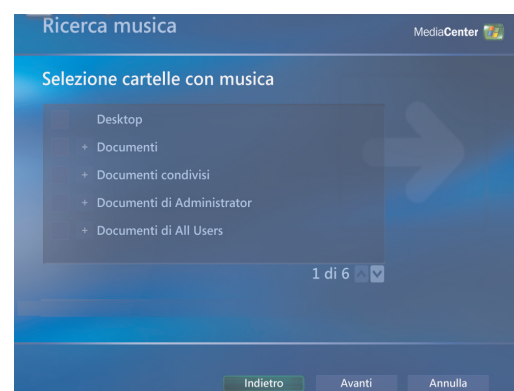 Ricerca musica
MediaCenter
Selezione cartelle con musica
Desktop
+ Documenti
+ Documenti condivisi
+ Documenti di Administrator
+ Documenti di All Users
1 di 6
Indietro Avanti Annulla